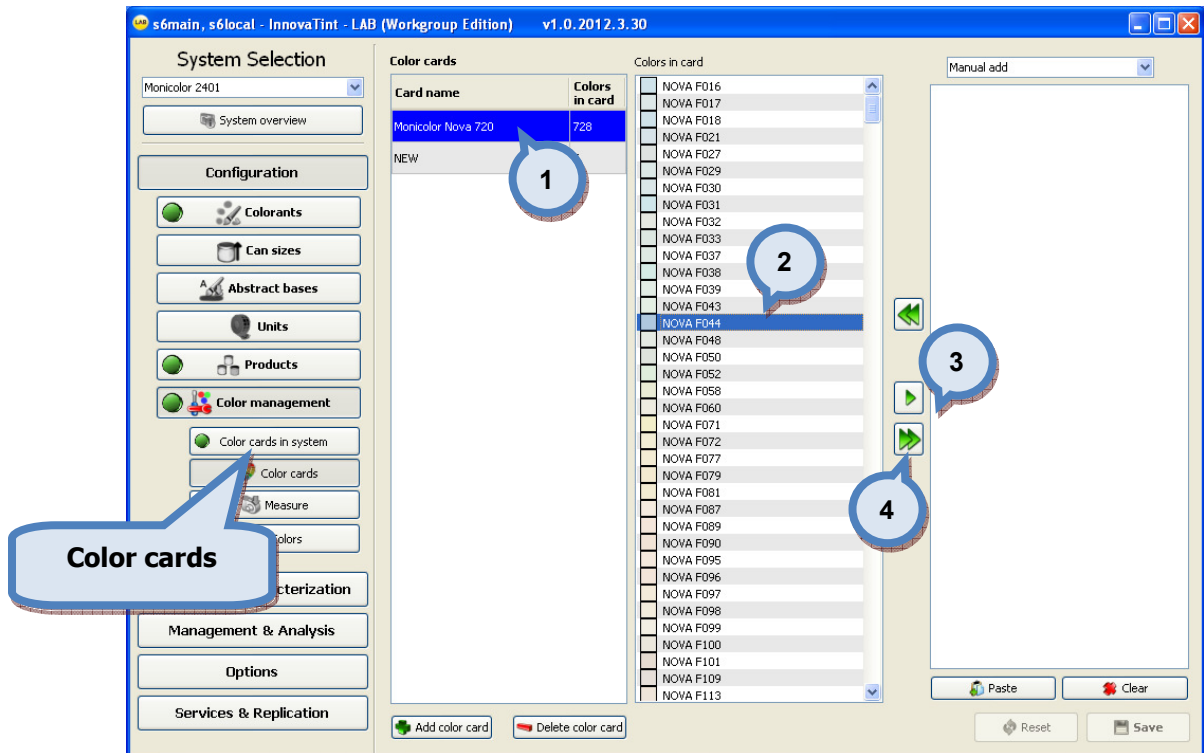 s6main, s6local - InnovaTint - LAB (Workgroup Edition) v1.0.2012.3.30
System Selection
Monicolor 2401
System overview
Configuration
Colorants
Can sizes
Abstract bases
Units
Products
Color management
Color cards in system
Color cards
Measure
olors
Color cards
cterization
Management & Analysis
Options
Services & Replication
Color cards
Card name
Colors
in card
Monicolor Nova 720 728
NEW
1
Add color card
Delete color card
Colors in card
NOVA F016
NOVA F017
NOVA F018
NOVA F021
NOVA F027
NOVA F029
NOVA F030
NOVA F031
NOVA F032
NOVA F033
NOVA F037
NOVA F038
NOVA F039
NOVA F043
NOVA F044
NOVA F048
NOVA F050
NOVA F052
NOVA F058
NOVA F060
NOVA F071
NOVA F072
NOVA F077
NOVA F079
NOVA F081
NOVA F087
NOVA F089
NOVA F090
NOVA F095
NOVA F096
NOVA F097
NOVA F098
NOVA F099
NOVA F100
NOVA F101
NOVA F109
NOVA F113
2
3
4
Manual add
Paste
Clear
Reset
Save